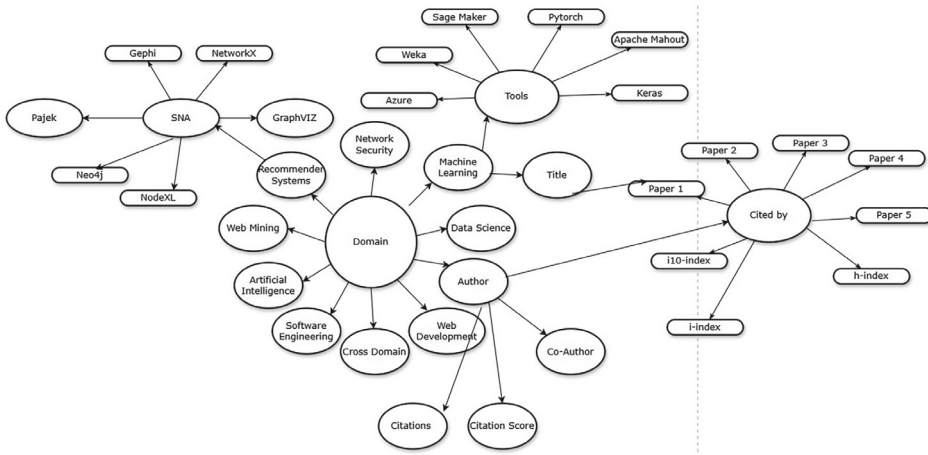 Sage Maker
Pytorch
Apache Mahout
Gephi
NetworkX
Weka
Azure
Tools
Keras
Pajek
SNA
GraphVIZ
Network
Security
Paper 2
Paper 3
Paper 4
Neo4j
Recommender
Systems
Machine
Learning
Title
Paper 1
NodeXL
Cited by
Paper 5
Web Mining
Domain
Data Science
i10-index
h-index
Artificial
Intelligence
Author
Software
Engineering
Web
Development
i-index
Cross Domain
Co-Author
Citations
Citation Score